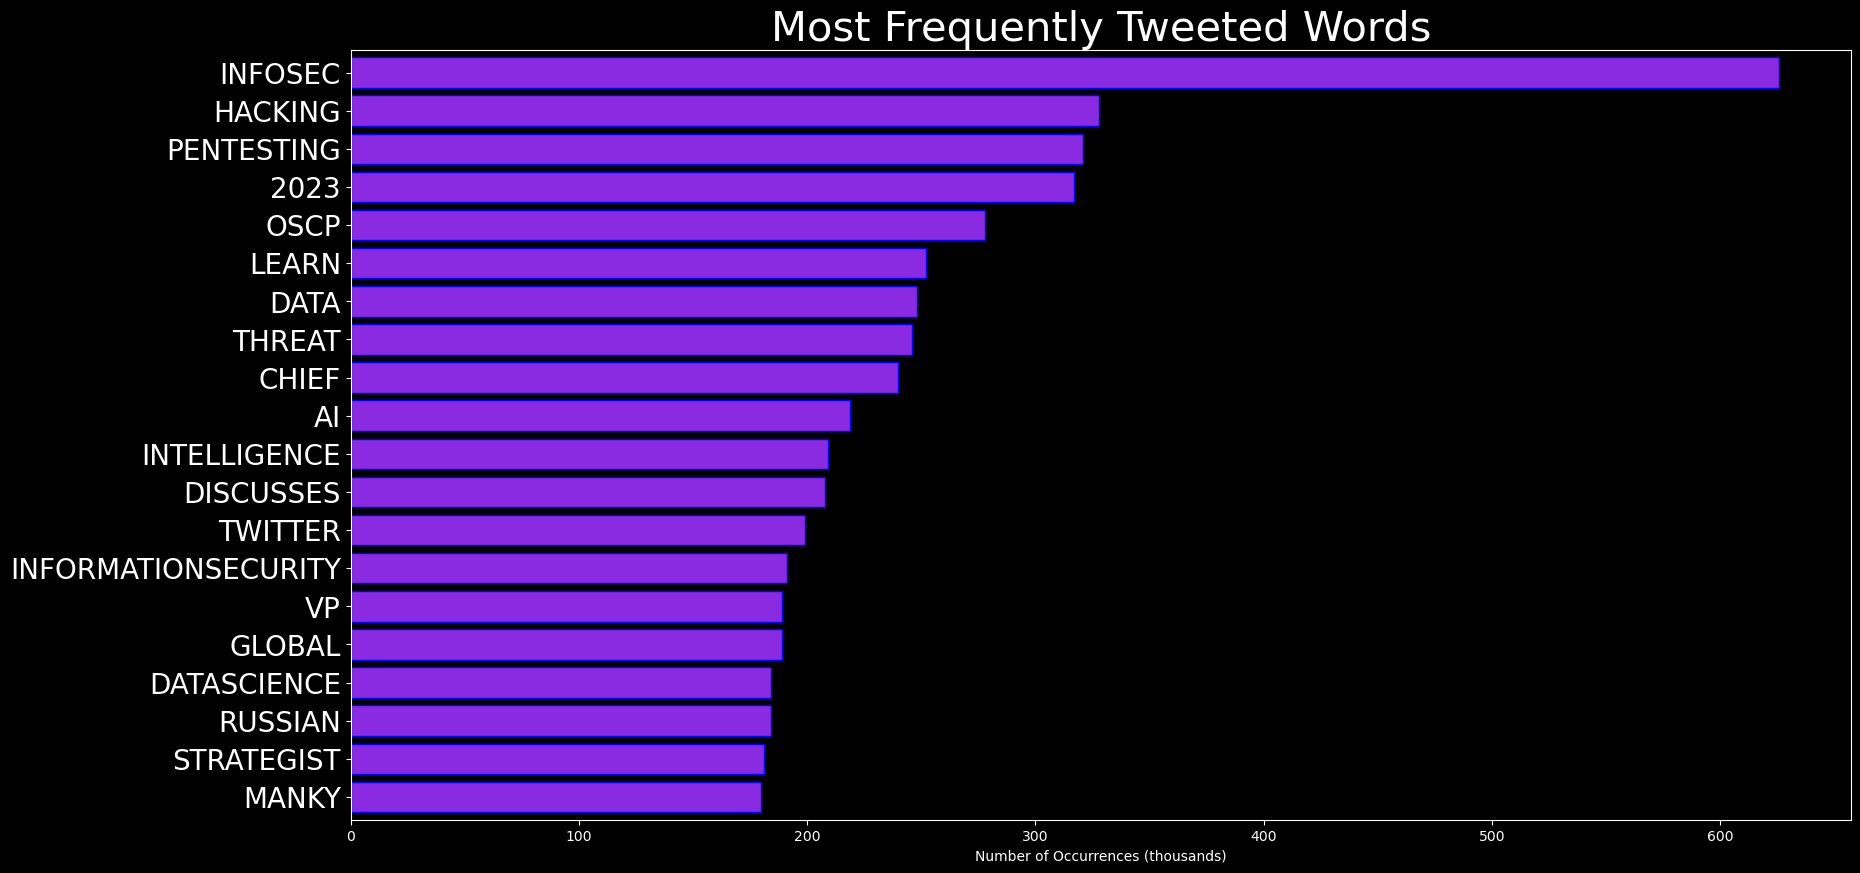 Most Frequently Tweeted Words
INFOSEC
HACKING
PENTESTING
2023
OSCP
LEARN
DATA
THREAT
CHIEF
AI
INTELLIGENCE
DISCUSSES
TWITTER
INFORMATIONSECURITY
VP
GLOBAL
DATASCIENCE
RUSSIAN
STRATEGIST
MANKY
0 100 200 300 400 500 600
Number of Occurrences (thousands)